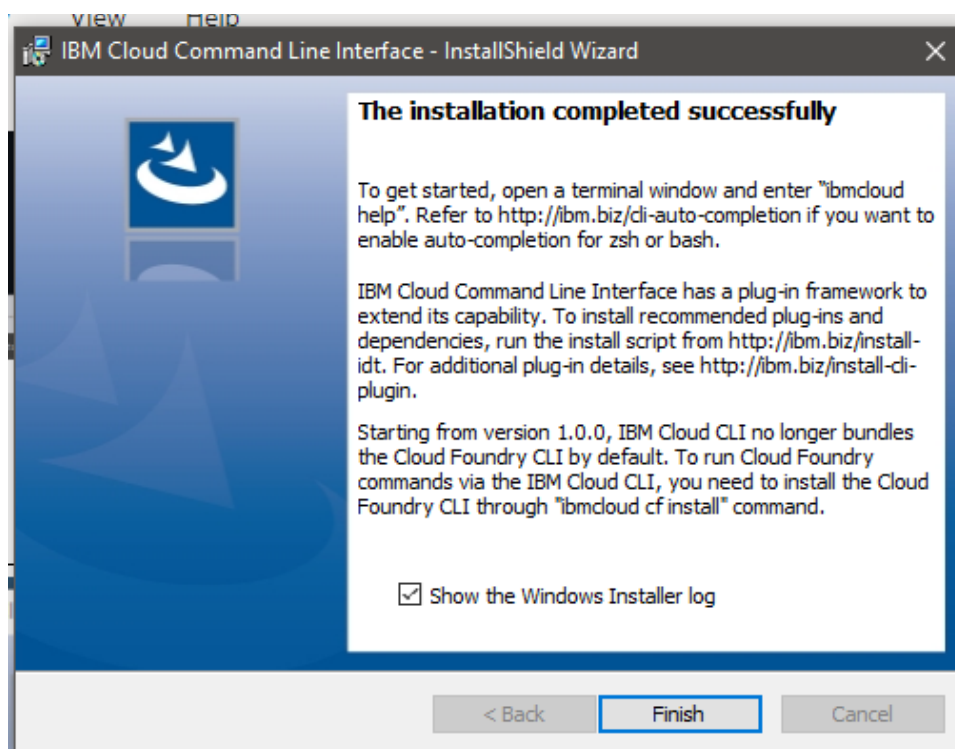 View Help
IBM Cloud Command Line Interface - InstallShield Wizard
The installation completed successfully
To get started, open a terminal window and enter “ibmcloud
help”. Refer to http://ibm.biz/cli-auto-completion if you want to
enable auto-completion for zsh or bash.
IBM Cloud Command Line Interface has a plug-in framework to
extend its capability. To install recommended plug-ins and
dependencies, run the install script from http://ibm.biz/install-
idt. For additional plug-in details, see http://ibm.biz/install-cli-
plugin.
Starting from version 1.0.0, IBM Cloud CLI no longer bundles
the Cloud Foundry CLI by default. To run Cloud Foundry
commands via the IBM Cloud CLI, you need to install the Cloud
Foundry CLI through "ibmcloud cf install" command.
Show the Windows Installer log
< Back Finish Cancel